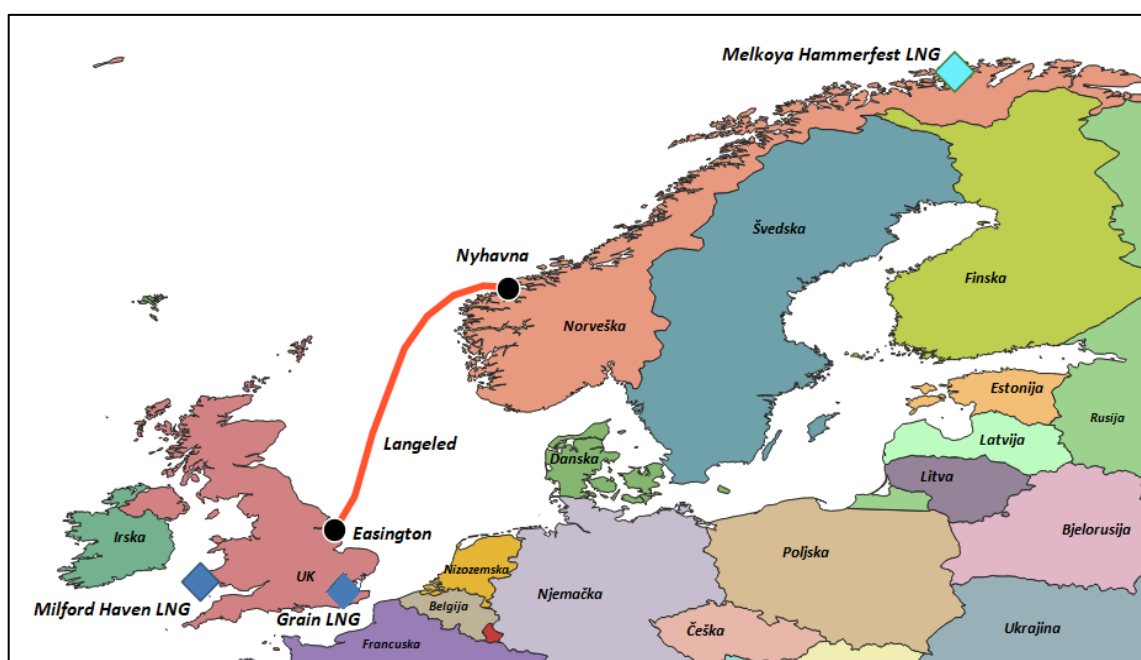 Melkoya Hammerfest LNG
Švedska
Nyhavna
Finska
Norveška
Estonija
Rusija
Langeled
Latvija
Danska
Litva
Easington
Bjelorusija
Irska
Poljska
Nizozemska
UK
Njemačka
Milford Haven LNG
Belgija
Grain LNG
Češka
Ukrajina
Francuska